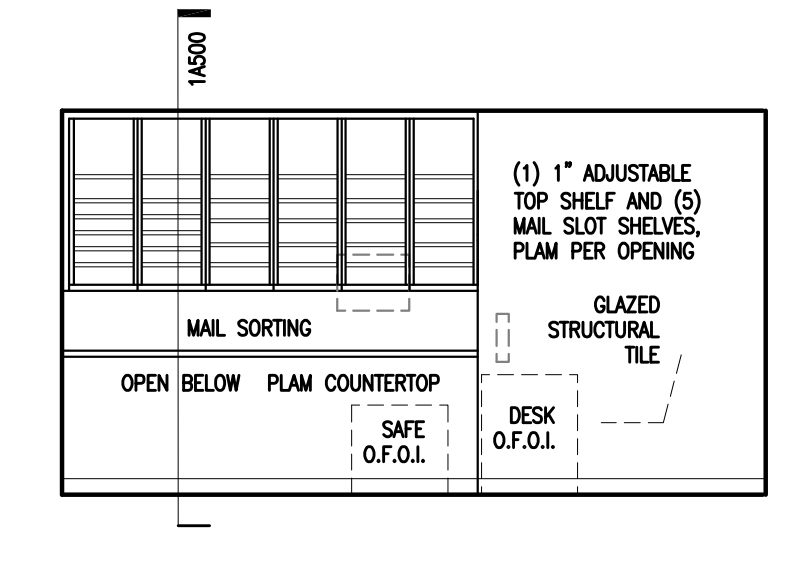 1A500
(1) 1" ADJUSTABLE
TOP SHELF AND (5)
MAIL SLOT SHELVES,
PLAM PER OPENING
GLAZED
STRUCTURAL
TILE
MAIL SORTING
OPEN BELOW PLAM COUNTERTOP
SAFE
O.F.O.I.
DESK
O.F.O.I.